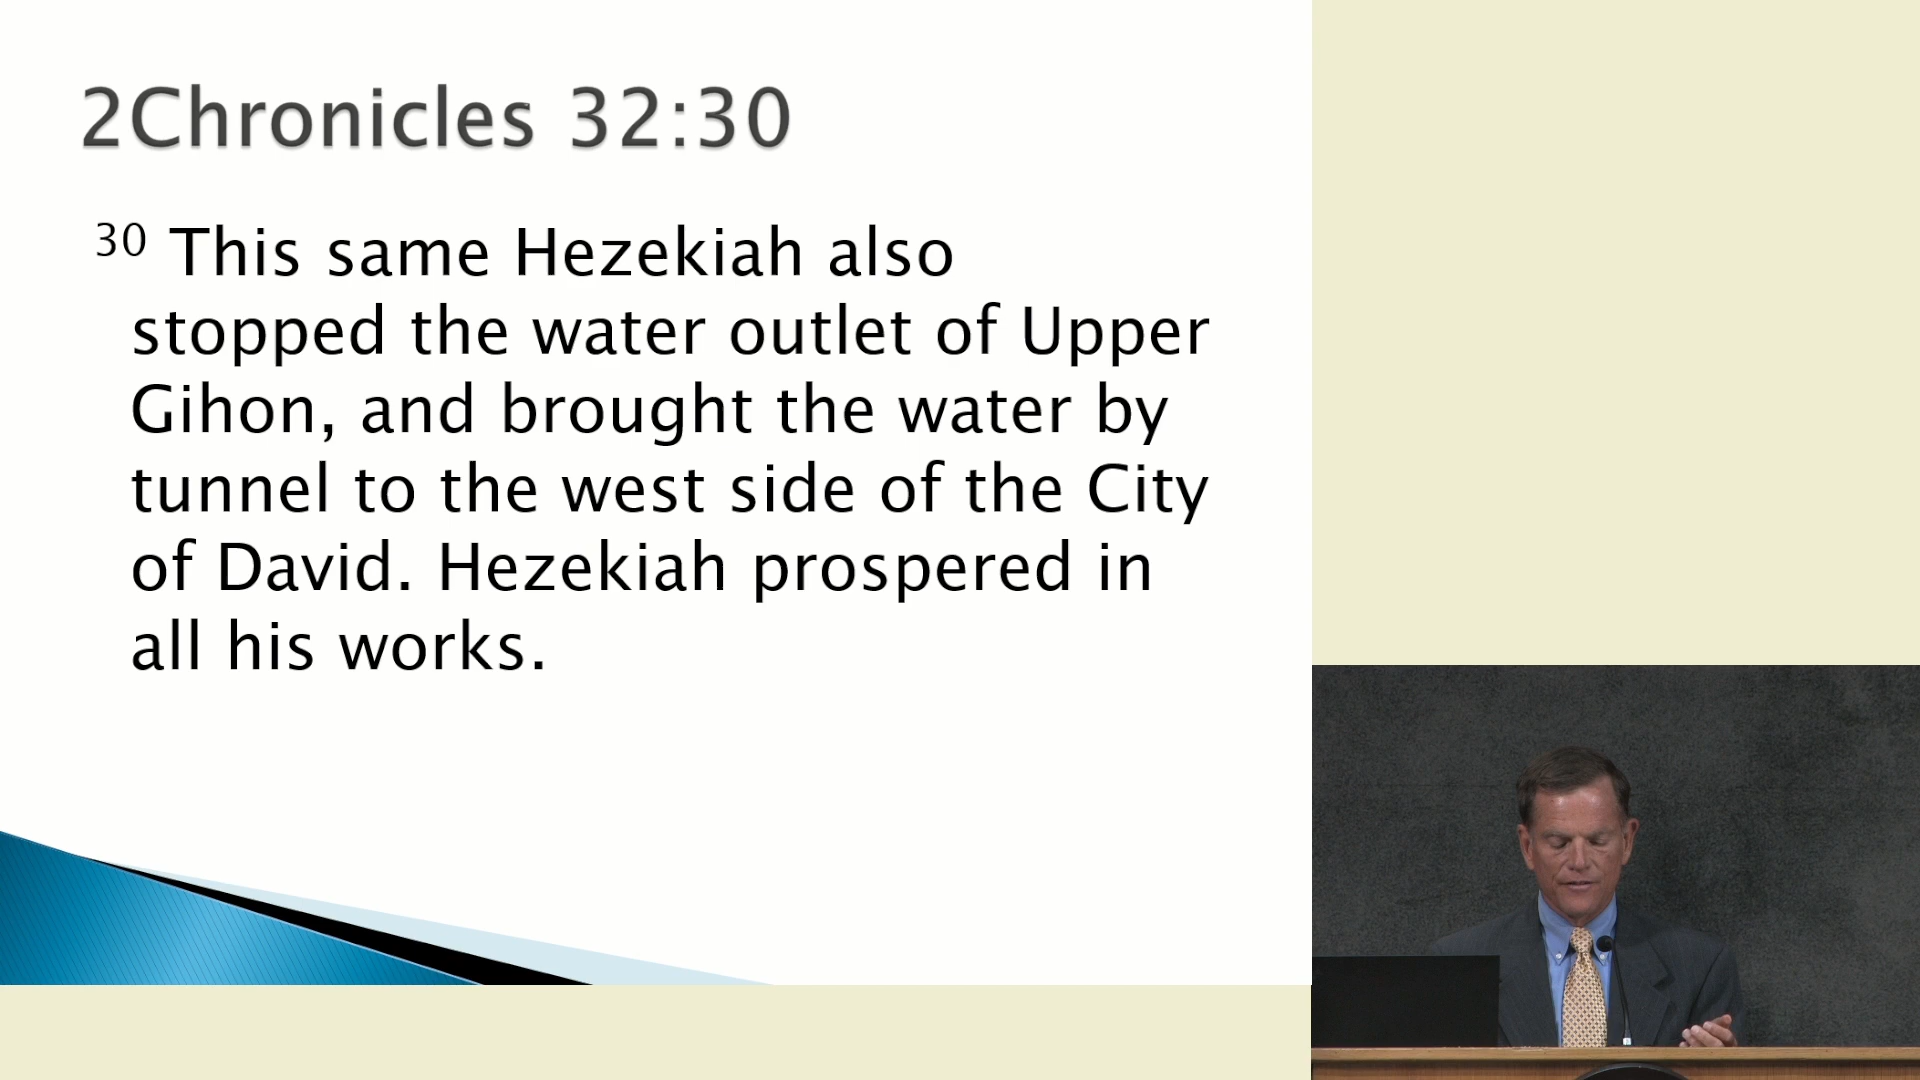 2Chronicles 32:30
30 This same Hezekiah also
stopped the water outlet of Upper
Gihon, and brought the water by
tunnel to the west side of the City
of David. Hezekiah prospered in
all his works.